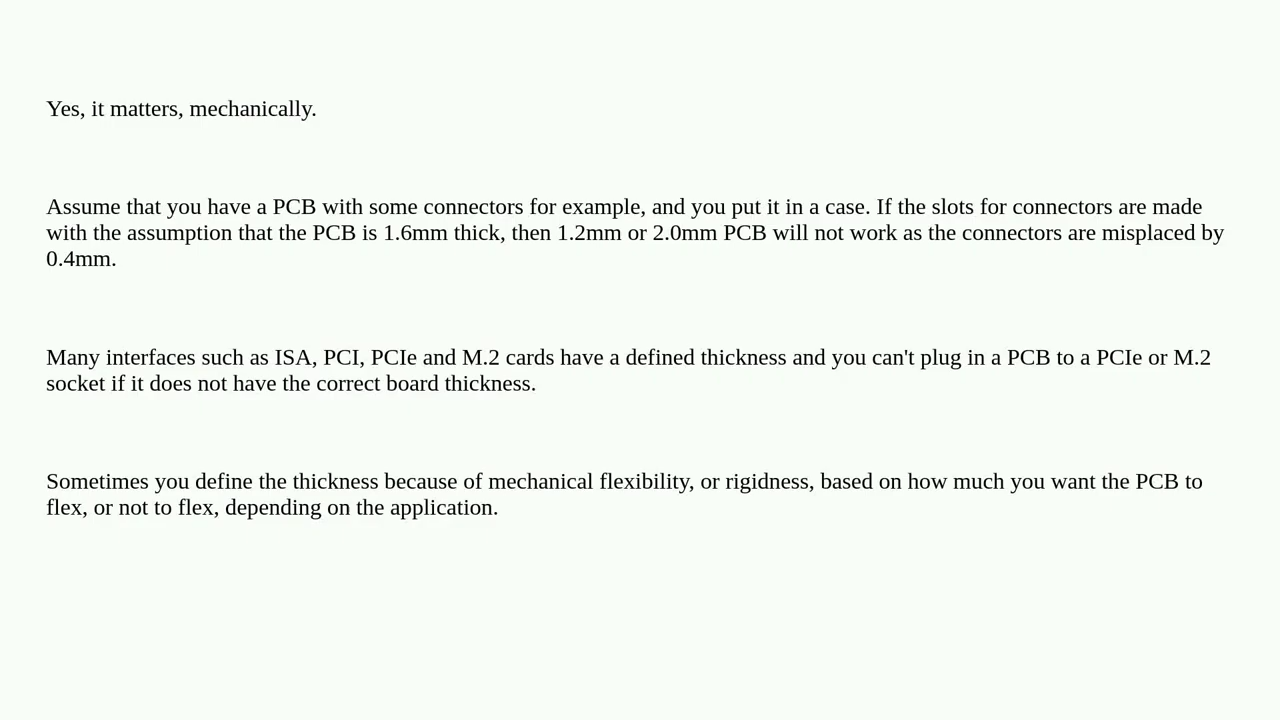 Yes, it matters, mechanically.
Assume that you have a PCB with some connectors for example, and you put it in a case. If the slots for connectors are made
with the assumption that the PCB is 1.6mm thick, then 1.2mm or 2.0mm PCB will not work as the connectors are misplaced by
0.4mm.
Many interfaces such as ISA, PCI, PCIe and M.2 cards have a defined thickness and you can't plug in a PCB to a PCIe or M.2
socket if it does not have the correct board thickness.
Sometimes you define the thickness because of mechanical flexibility, or rigidness, based on how much you want the PCB to
flex, or not to flex, depending on the application.